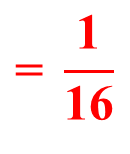 = 1/16